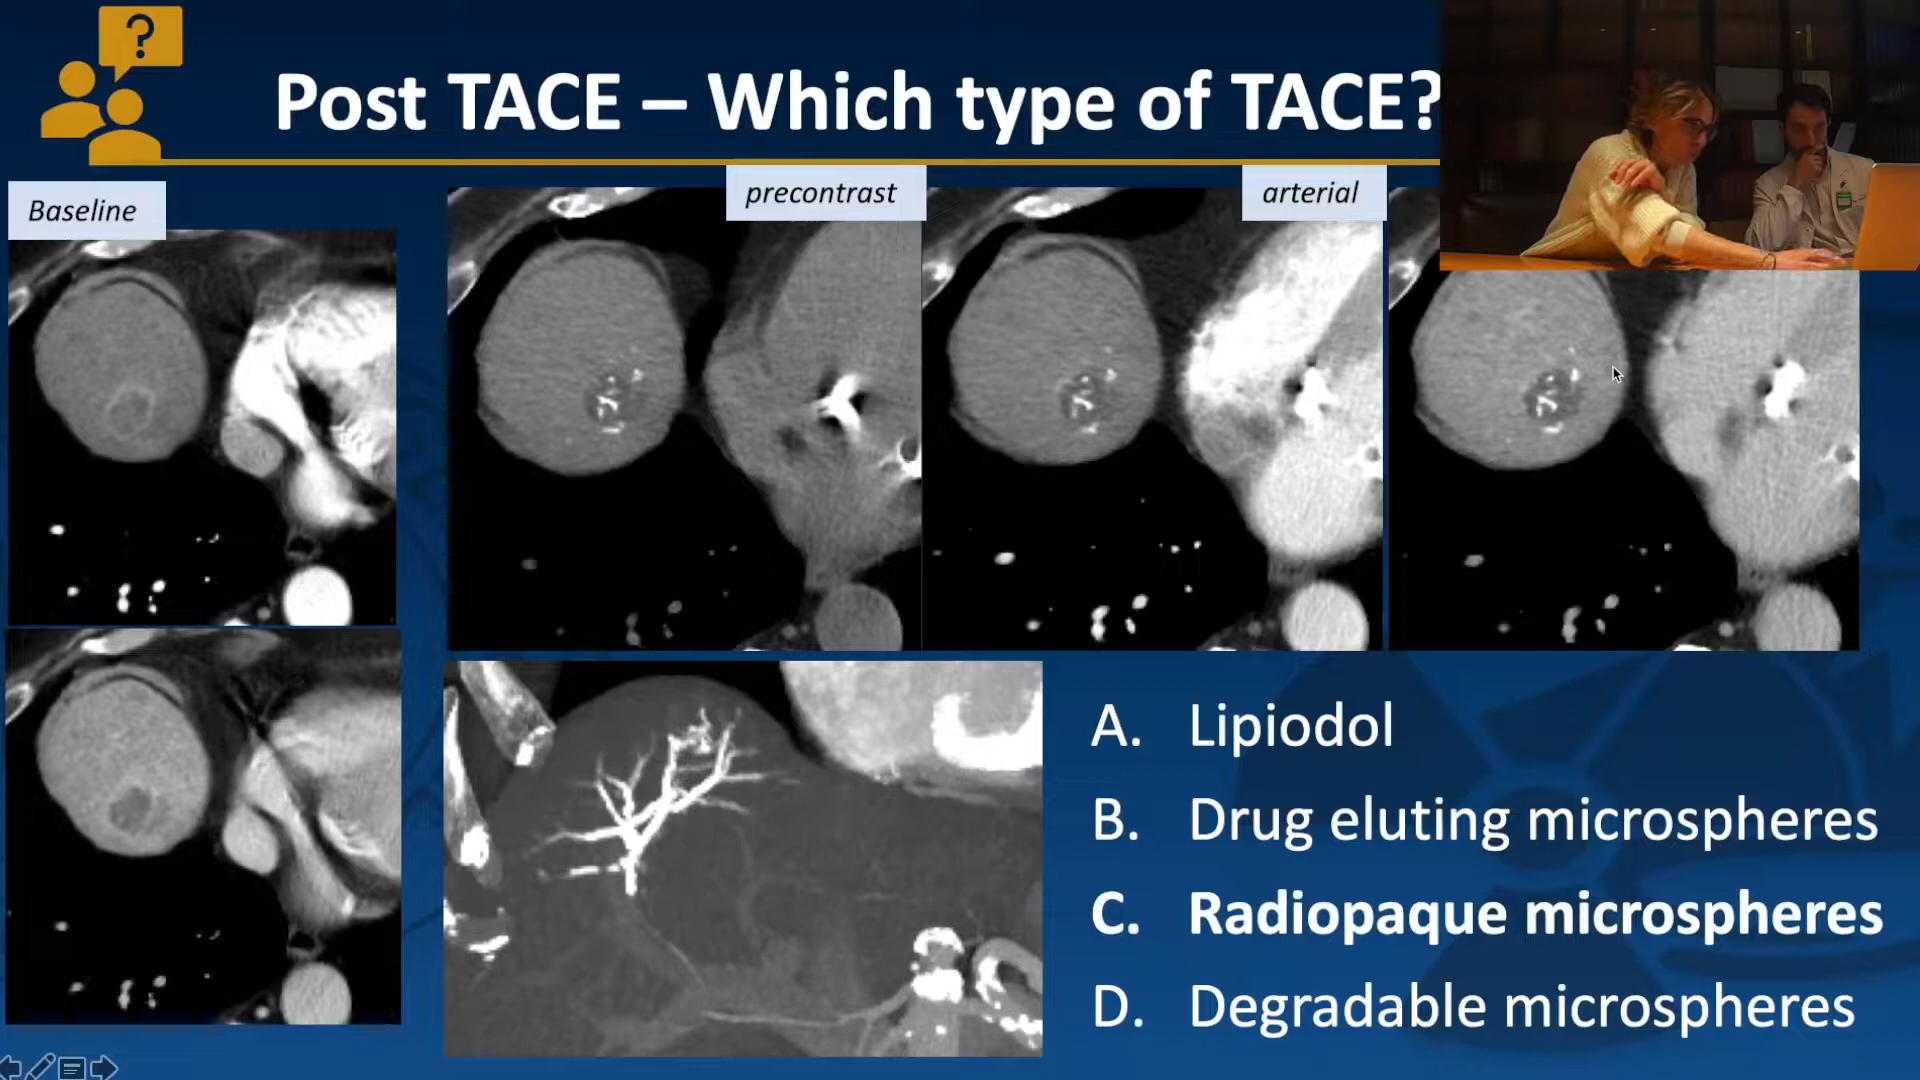 ?
Post TACE – Which type of TACE?
Baseline
precontrast
arterial
A. Lipiodol
B. Drug eluting microspheres
C. Radiopaque microspheres
D. Degradable microspheres